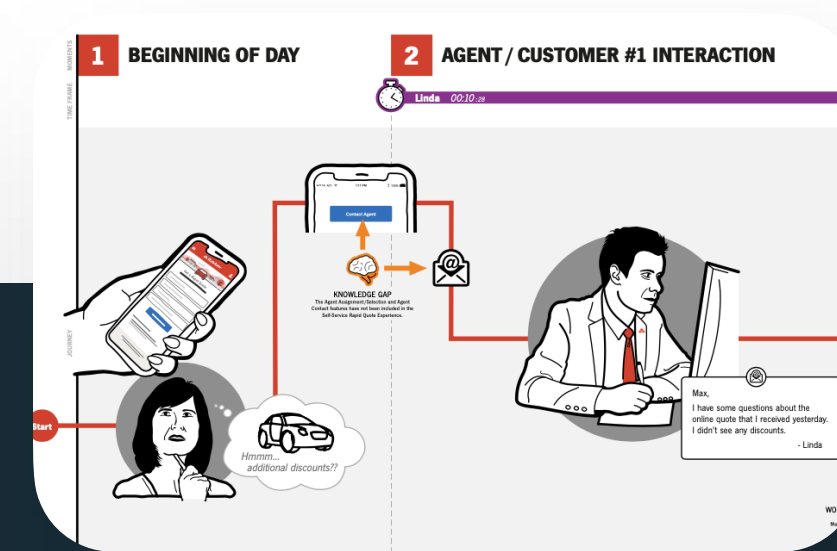 MOMENTS
1 BEGINNING OF DAY
2 AGENT / CUSTOMER #1 INTERACTION
TIME FRAME
Linda 00:10:28
Contact Agent
KNOWLEDGE GAP
The Agent Assignment/Selection and Agent
Contact features have not been included in the
Self-Service Rapid Quote Experience.
JOURNEY
Start
Hmmm...
additional discounts??
Max,
I have some questions about the
online quote that I received yesterday.
I didn't see any discounts.
- Linda
WO